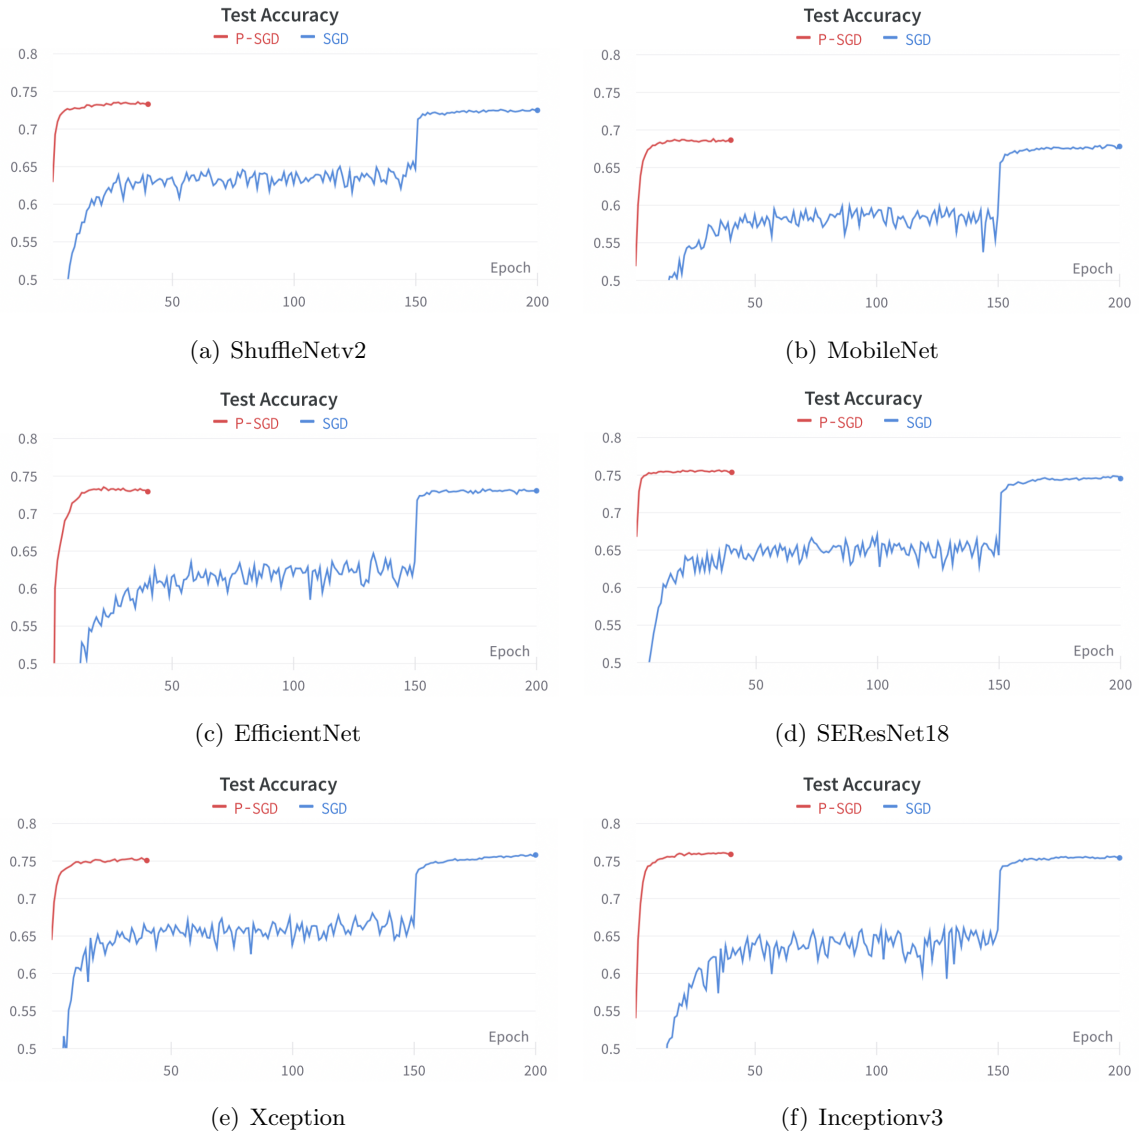 Test Accuracy
P-SGD SGD
0.8
0.75
0.7
0.65
0.6
0.55
0.5
Epoch
50 100 150 200
(a) ShuffleNetv2
Test Accuracy
P-SGD SGD
0.8
0.75
0.7
0.65
0.6
0.55
0.5
Epoch
50 100 150 200
(b) MobileNet
Test Accuracy
P-SGD SGD
0.8
0.75
0.7
0.65
0.6
0.55
0.5
Epoch
50 100 150 200
(c) EfficientNet
Test Accuracy
P-SGD SGD
0.8
0.75
0.7
0.65
0.6
0.55
0.5
Epoch
50 100 150 200
(d) SEResNet18
Test Accuracy
P-SGD SGD
0.8
0.75
0.7
0.65
0.6
0.55
0.5
Epoch
50 100 150 200
(e) Xception
Test Accuracy
P-SGD SGD
0.8
0.75
0.7
0.65
0.6
0.55
0.5
Epoch
50 100 150 200
(f) Inceptionv3